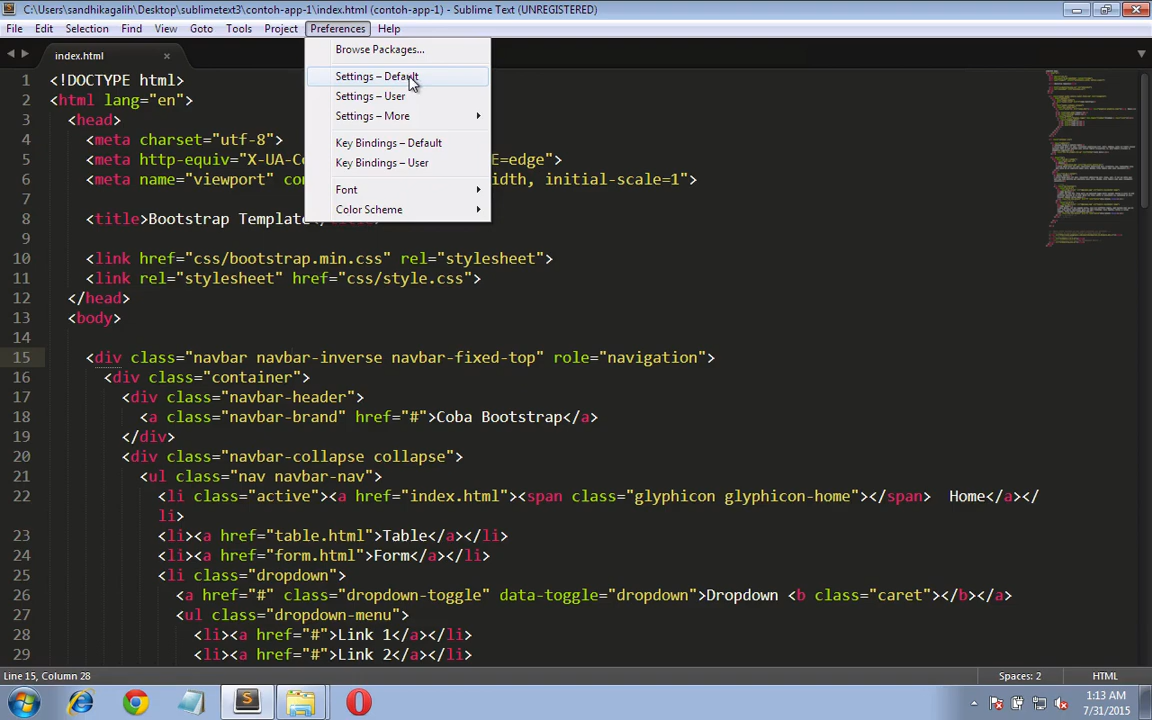 C:\Users\sandhikagalih\Desktop\sublimetext3\contoh-app-1\index.html (contoh-app-1) - Sublime Text (UNREGISTERED)
File Edit Selection Find View Goto Tools Project Preferences Help
index.html
Browse Packages...
Settings – Default
Settings – User
Settings – More
Key Bindings – Default
Key Bindings – User
Font
Color Scheme
1 <!DOCTYPE html>
2 <html lang="en">
3 <head>
4 <meta charset="utf-8">
5 <meta http-equiv="X-UA-Co E=edge">
6 <meta name="viewport" con idth, initial-scale=1">
7
8 <title>Bootstrap Template</
9
10 <link href="css/bootstrap.min.css" rel="stylesheet">
11 <link rel="stylesheet" href="css/style.css">
12 </head>
13 <body>
14
15 <div class="navbar navbar-inverse navbar-fixed-top" role="navigation">
16 <div class="container">
17 <div class="navbar-header">
18 <a class="navbar-brand" href="#">Coba Bootstrap</a>
19 </div>
20 <div class="navbar-collapse collapse">
21 <ul class="nav navbar-nav">
22 <li class="active"><a href="index.html"><span class="glyphicon glyphicon-home"></span>  Home</a></
li>
23 <li><a href="table.html">Table</a></li>
24 <li><a href="form.html">Form</a></li>
25 <li class="dropdown">
26 <a href="#" class="dropdown-toggle" data-toggle="dropdown">Dropdown <b class="caret"></b></a>
27 <ul class="dropdown-menu">
28 <li><a href="#">Link 1</a></li>
29 <li><a href="#">Link 2</a></li>
Line 15, Column 28 Spaces: 2 HTML
1:13 AM
7/31/2015